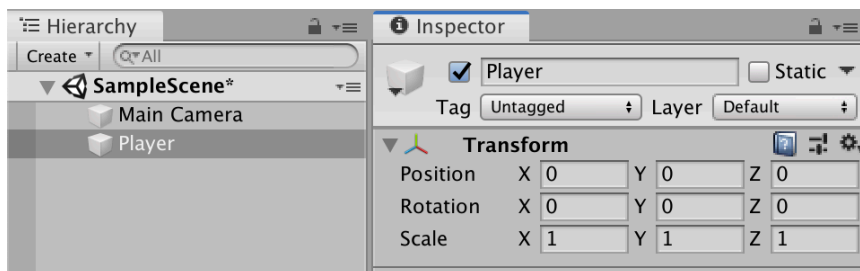 Hierarchy
Create All
SampleScene*
Main Camera
Player
Inspector
Player Static
Tag Untagged Layer Default
Transform
Position X 0 Y 0 Z 0
Rotation X 0 Y 0 Z 0
Scale X 1 Y 1 Z 1